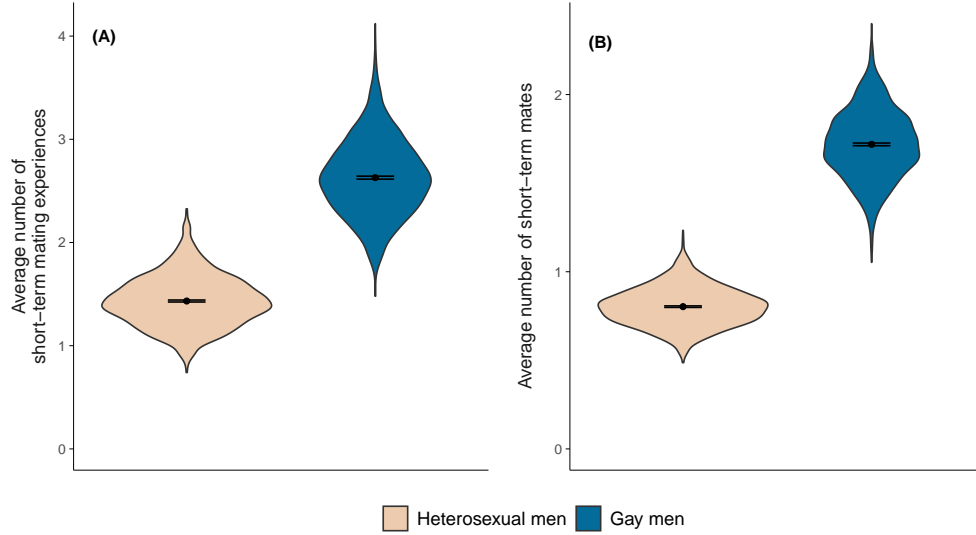 (A)
Average number of
short−term mating experiences
4
3
2
1
0
(B)
Average number of short−term mates
2
1
0
Heterosexual men
Gay men